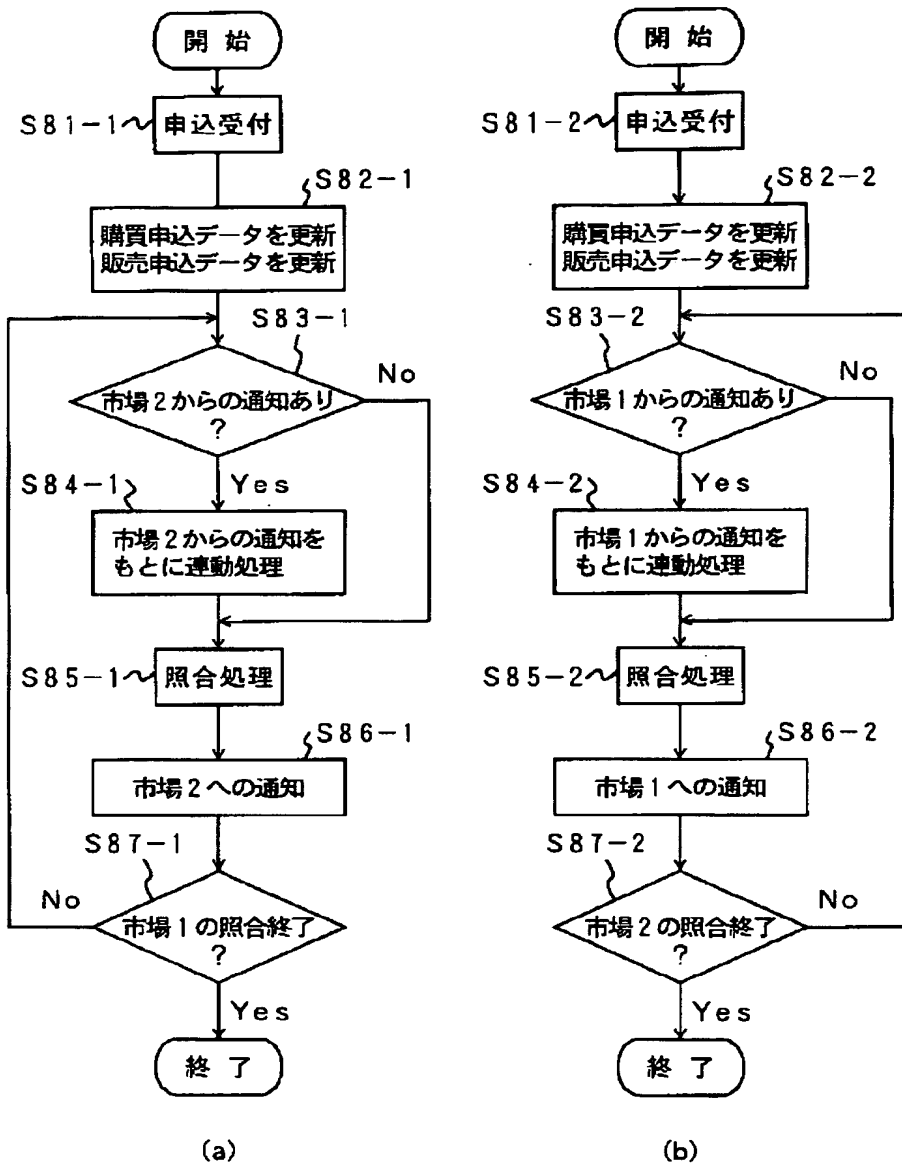 開始
S81-1
申込受付
S82-1
購買申込データを更新
販売申込データを更新
S83-1
市場2からの通知あり
?
No
Yes
S84-1
市場2からの通知を
もとに連動処理
S85-1
照合処理
S86-1
市場2への通知
S87-1
市場1の照合終了
?
No
Yes
終了
(a)
開始
S81-2
申込受付
S82-2
購買申込データを更新
販売申込データを更新
S83-2
市場1からの通知あり
?
No
Yes
S84-2
市場1からの通知を
もとに連動処理
S85-2
照合処理
S86-2
市場1への通知
S87-2
市場2の照合終了
?
No
Yes
終了
(b)